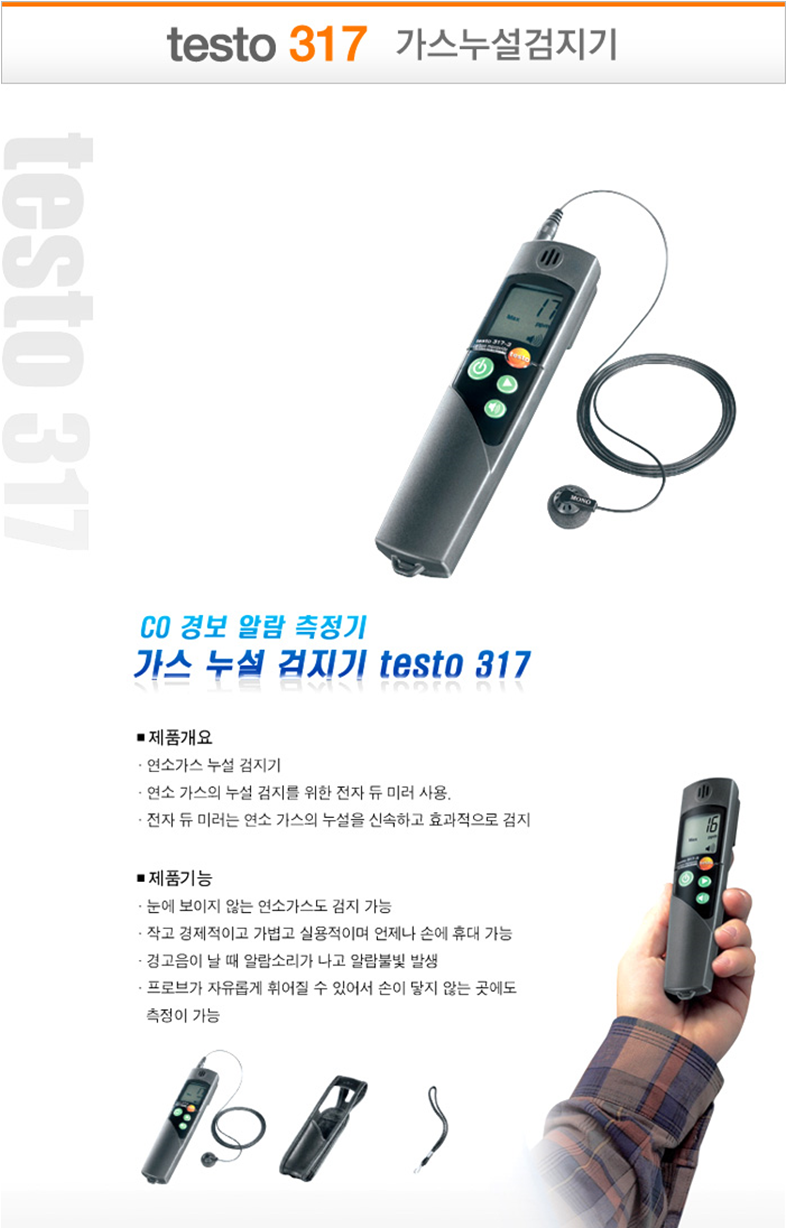 testo 317 가스누설검지기
testo 317
17
Max ppm
testo 317-3
testo
MONO
CO 경보 알람 측정기
가스 누설 검지기 testo 317
■ 제품개요
· 연소가스 누설 검지기
· 연소 가스의 누설 검지를 위한 전자 듀 미러 사용.
· 전자 듀 미러는 연소 가스의 누설을 신속하고 효과적으로 검지
16
■ 제품기능
· 눈에 보이지 않는 연소가스도 검지 가능
· 작고 경제적이고 가볍고 실용적이며 언제나 손에 휴대 가능
· 경고음이 날 때 알람소리가 나고 알람불빛 발생
· 프로브가 자유롭게 휘어질 수 있어서 손이 닿지 않는 곳에도
측정이 가능